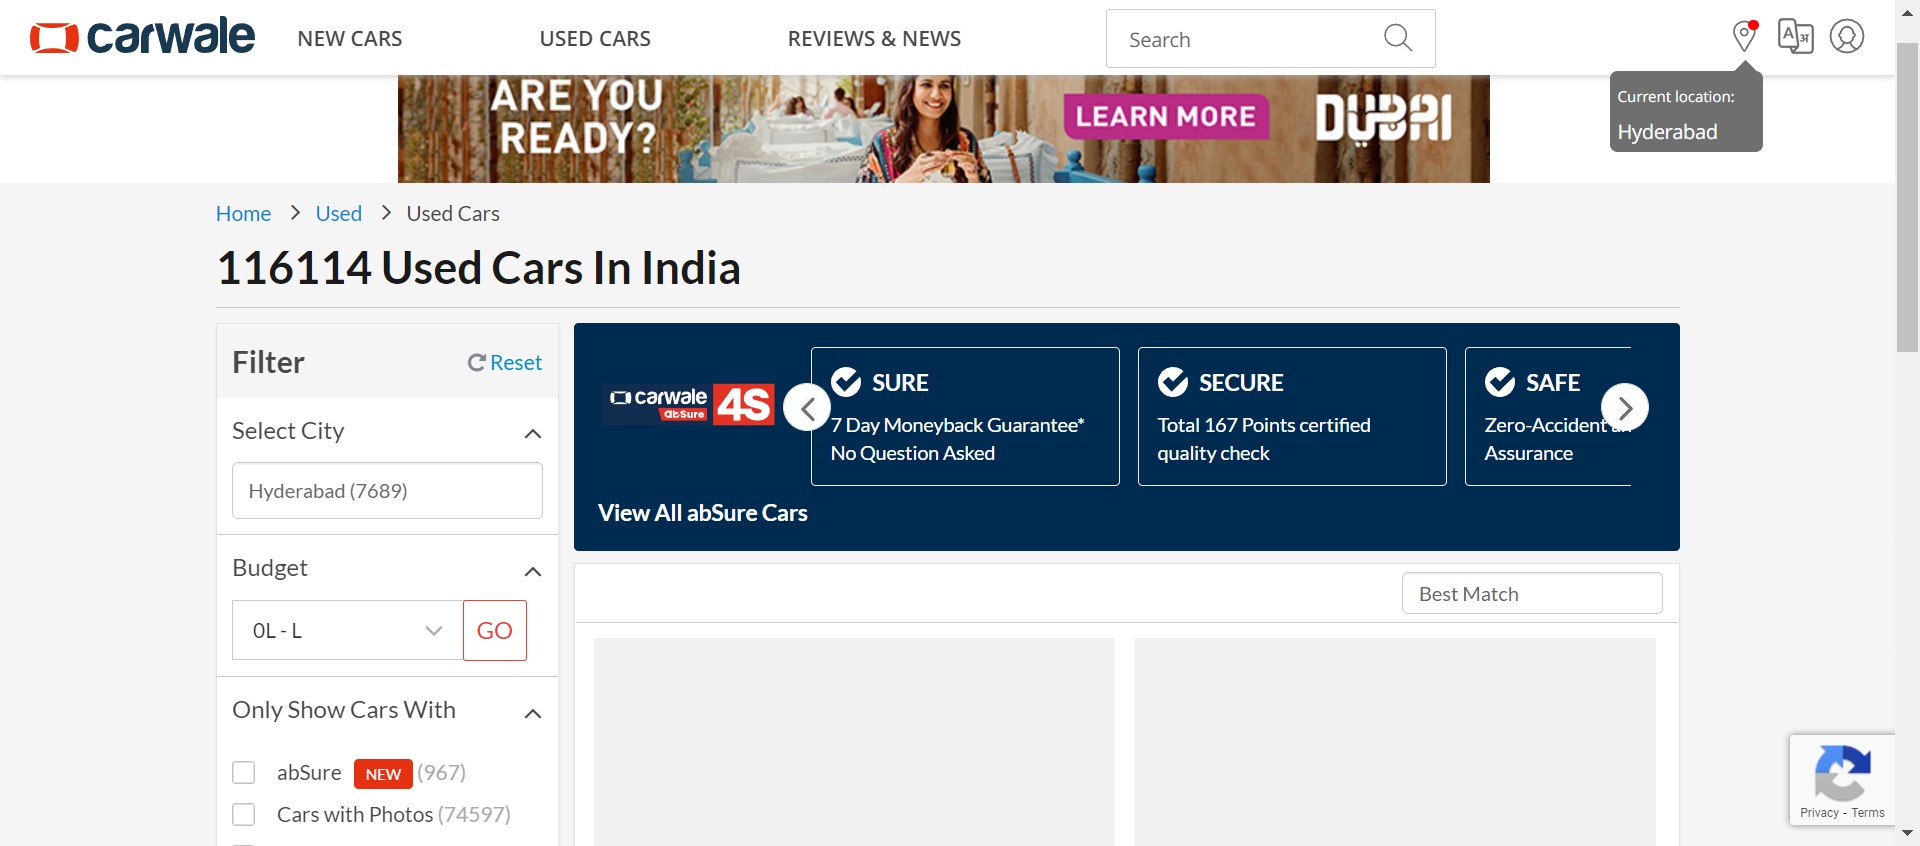 carwale
NEW CARS
USED CARS
REVIEWS & NEWS
Search
Current location:
Hyderabad
ARE YOU
READY?
LEARN MORE
DUBAI
Home > Used > Used Cars
116114 Used Cars In India
Filter
Reset
Select City
Hyderabad (7689)
Budget
0L - L
GO
Only Show Cars With
abSure NEW (967)
Cars with Photos (74597)
carwale
abSure
4S
SURE
7 Day Moneyback Guarantee*
No Question Asked
SECURE
Total 167 Points certified
quality check
SAFE
Zero-Accident
Assurance
View All abSure Cars
Best Match
Privacy - Terms